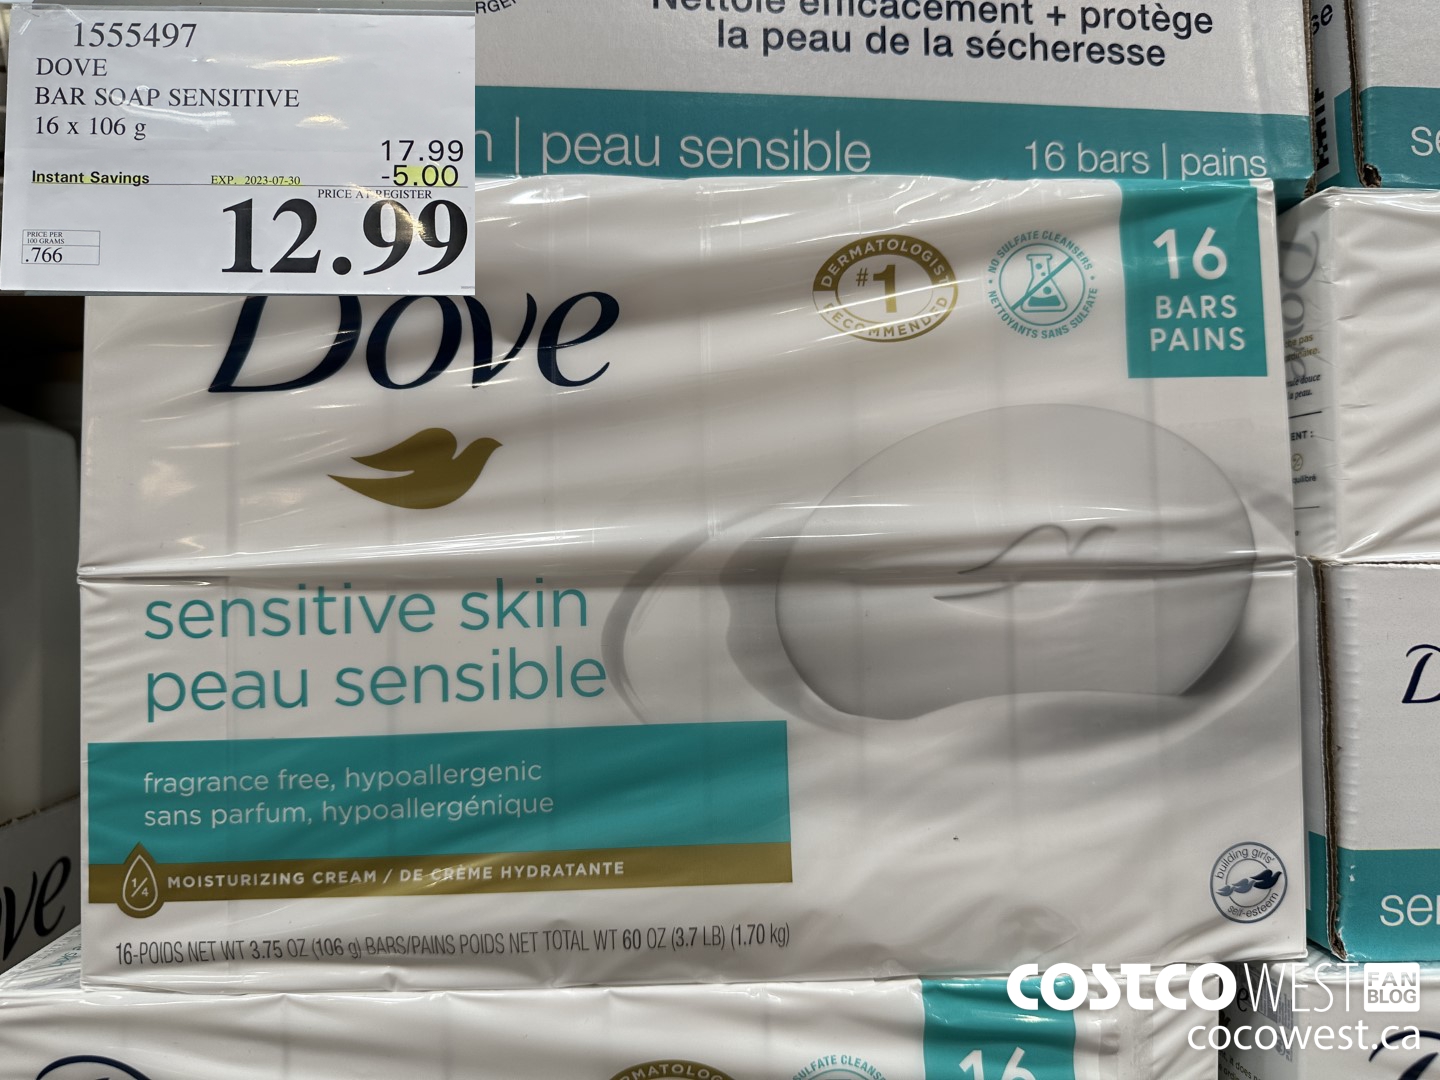 1555497
DOVE
BAR SOAP SENSITIVE
16 x 106 g
17.99
Instant Savings EXP. 2023-07-30 -5.00
PRICE AT REGISTER
12.99
PRICE PER
100 GRAMS
.766
Nettoie efficacement + protège
la peau de la sécheresse
peau sensible
16 bars | pains
Dove
DERMATOLOGIST
#1
RECOMMENDED
NO SULFATE CLEANSERS
NETTOYANTS SANS SULFATE
16
BARS
PAINS
sensitive skin
peau sensible
fragrance free, hypoallergenic
sans parfum, hypoallergénique
1/4 MOISTURIZING CREAM / DE CRÈME HYDRATANTE
16-POIDS NET WT 3.75 OZ (106 g) BARS/PAINS POIDS NET TOTAL WT 60 OZ (3.7 LB) (1.70 kg)
building girls'
self-esteem
16
COSTCO WEST FAN BLOG
cocowest.ca